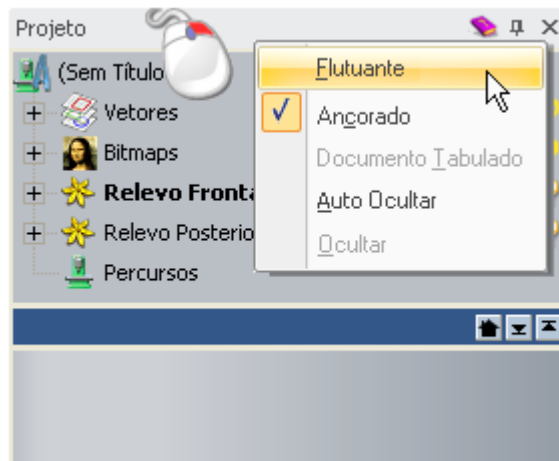 Projeto
(Sem Título
Vetores
Bitmaps
Relevo Fronta
Relevo Posterio
Percursos
Flutuante
Ancorado
Documento Tabulado
Auto Ocultar
Ocultar